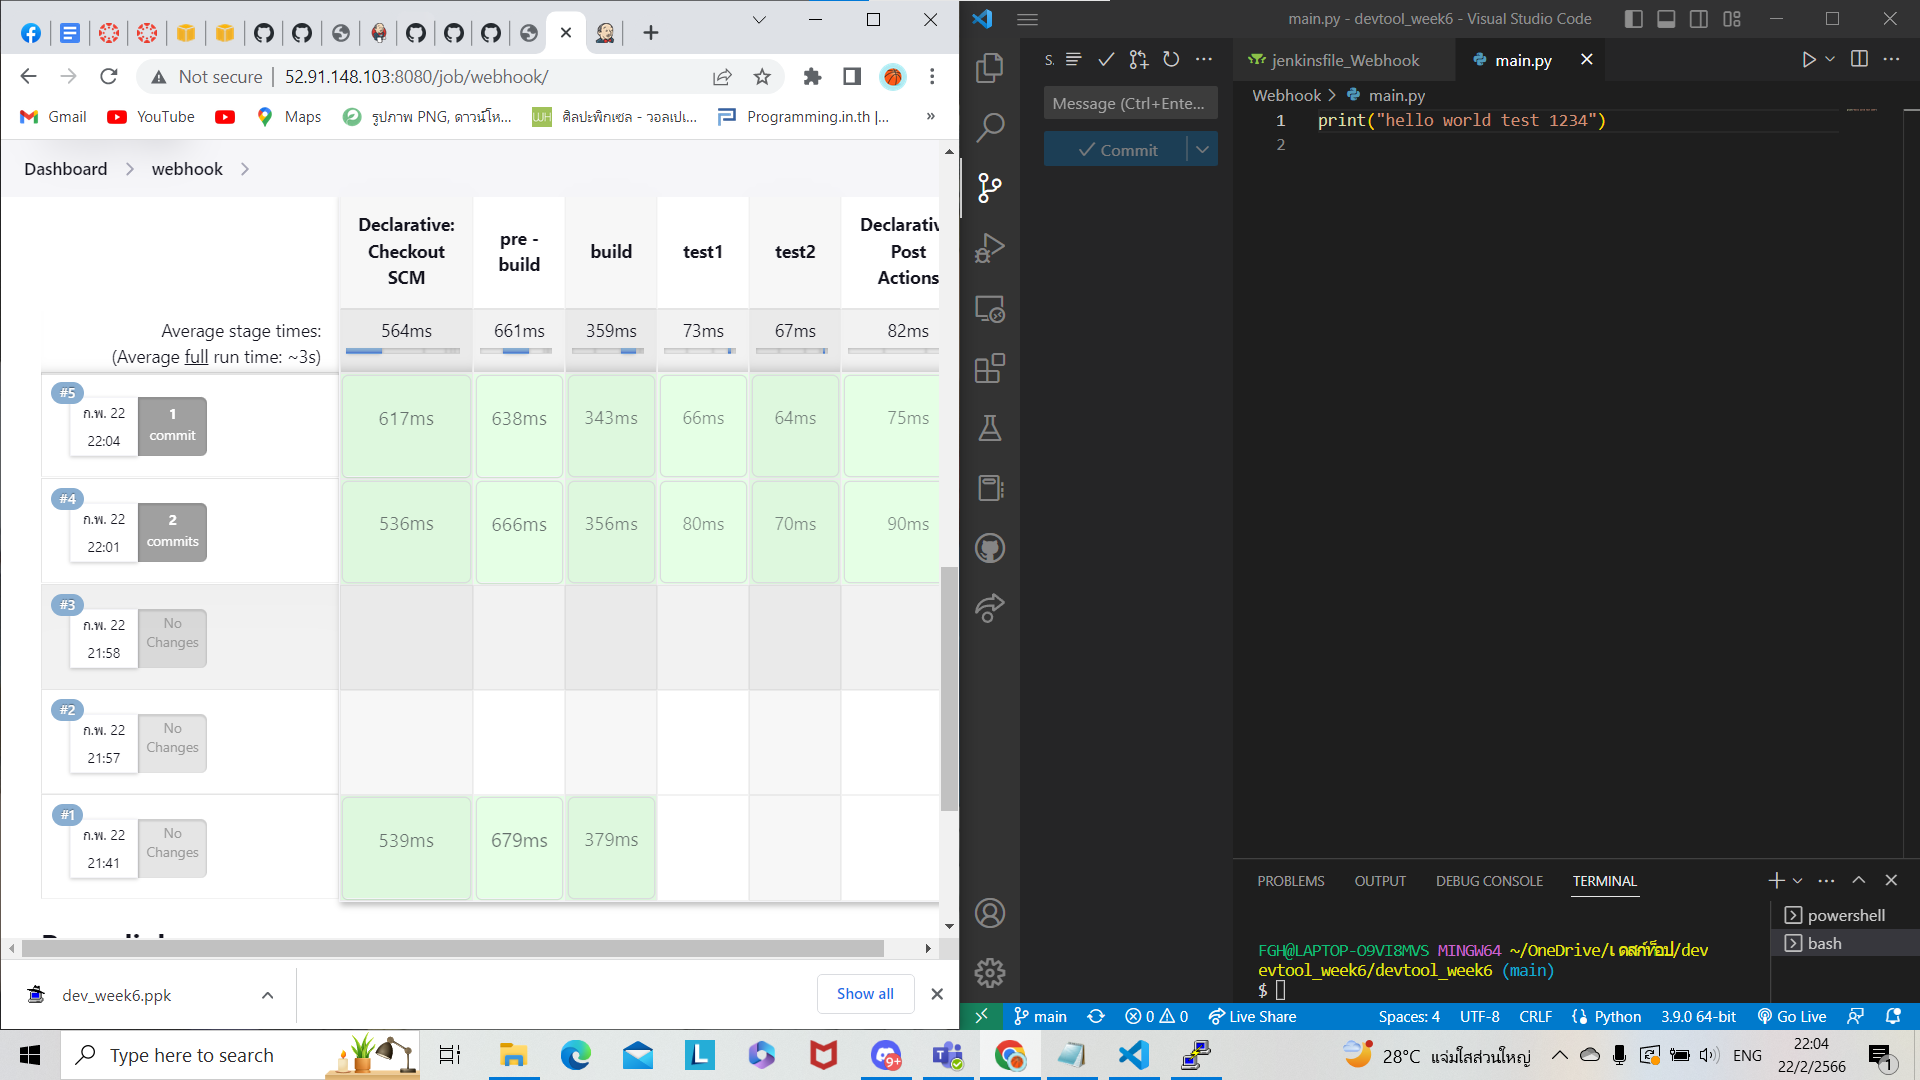 Not secure
52.91.148.103:8080/job/webhook/
Gmail
YouTube
Maps
รูปภาพ PNG, ดาวน์โห...
WH
ศิลปะพิกเซล - วอลเปเ...
Programming.in.th |...
»
Dashboard
webhook
Declarative: Checkout SCM
pre - build
build
test1
test2
Declarativ
Post
Actions
Average stage times:
(Average full run time: ~3s)
564ms
661ms
359ms
73ms
67ms
82ms
#5
ก.พ. 22
22:04
1
commit
617ms
638ms
343ms
66ms
64ms
75ms
#4
ก.พ. 22
22:01
2
commits
536ms
666ms
356ms
80ms
70ms
90ms
#3
ก.พ. 22
21:58
No
Changes
#2
ก.พ. 22
21:57
No
Changes
#1
ก.พ. 22
21:41
No
Changes
539ms
679ms
379ms
dev_week6.ppk
Show all
main.py - devtool_week6 - Visual Studio Code
S.
Message (Ctrl+Ente...
Commit
jenkinsfile_Webhook
main.py
Webhook > main.py
1 print("hello world test 1234")
2
PROBLEMS
OUTPUT
DEBUG CONSOLE
TERMINAL
powershell
bash
FGH@LAPTOP-O9VI8MVS MINGW64 ~/OneDrive/เดสก์ท็อป/dev
evtool_week6/devtool_week6 (main)
$
main
0
0
Live Share
Spaces: 4
UTF-8
CRLF
Python
3.9.0 64-bit
Go Live
Type here to search
9+
28°C
แจ่มใสส่วนใหญ่
ENG
22:04
22/2/2566
1